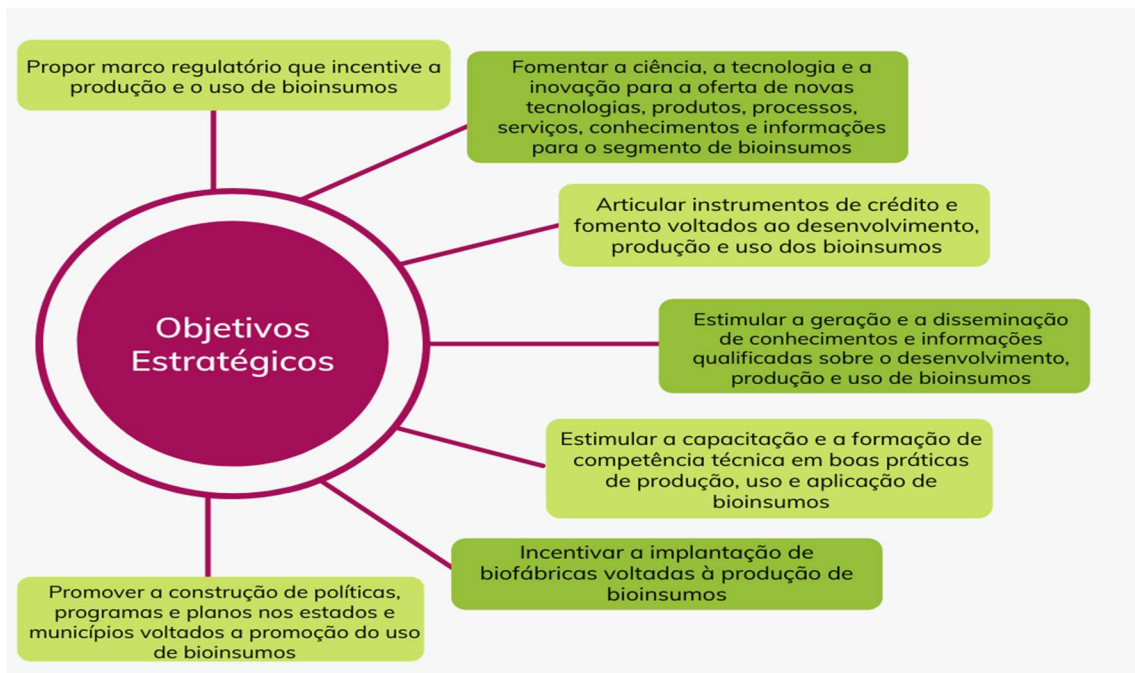 Propor marco regulatório que incentive a
produção e o uso de bioinsumos
Fomentar a ciência, a tecnologia e a
inovação para a oferta de novas
tecnologias, produtos, processos,
serviços, conhecimentos e informações
para o segmento de bioinsumos
Articular instrumentos de crédito e
fomento voltados ao desenvolvimento,
produção e uso dos bioinsumos
Objetivos
Estratégicos
Estimular a geração e a disseminação
de conhecimentos e informações
qualificadas sobre o desenvolvimento,
produção e uso de bioinsumos
Estimular a capacitação e a formação de
competência técnica em boas práticas
de produção, uso e aplicação de
bioinsumos
Incentivar a implantação de
biofábricas voltadas à produção de
bioinsumos
Promover a construção de políticas,
programas e planos nos estados e
municípios voltados a promoção do uso
de bioinsumos